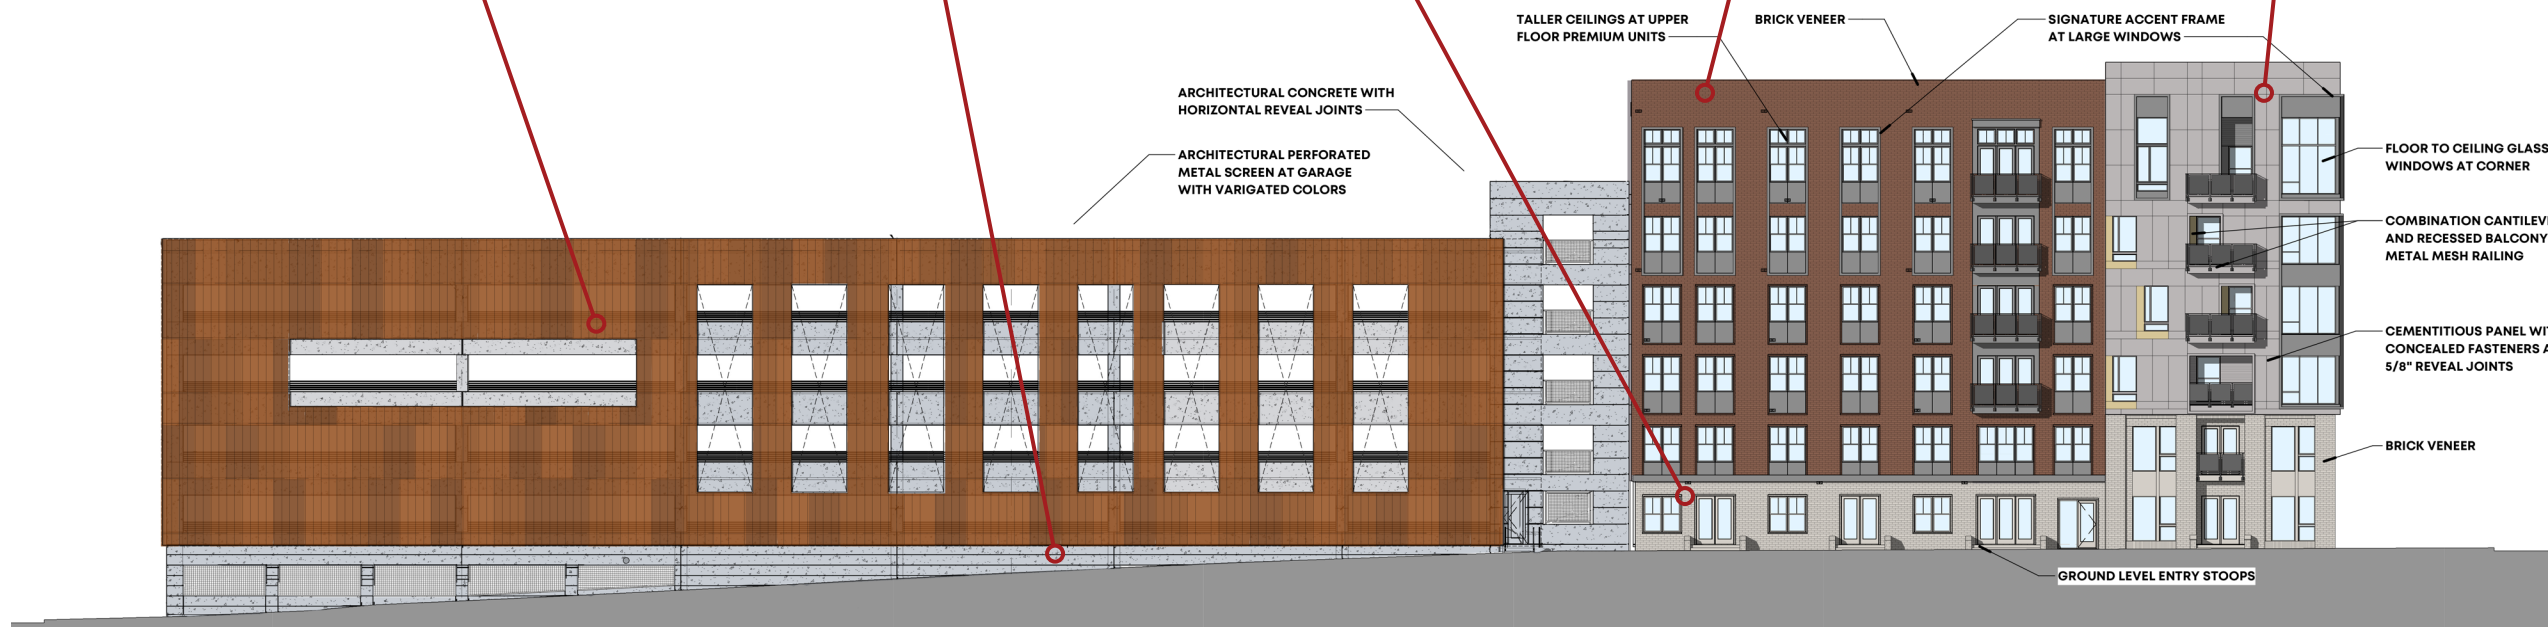 TALLER CEILINGS AT UPPER
FLOOR PREMIUM UNITS
BRICK VENEER
SIGNATURE ACCENT FRAME
AT LARGE WINDOWS
ARCHITECTURAL CONCRETE WITH
HORIZONTAL REVEAL JOINTS
ARCHITECTURAL PERFORATED
METAL SCREEN AT GARAGE
WITH VARIGATED COLORS
FLOOR TO CEILING GLASS
WINDOWS AT CORNER
COMBINATION
AND RECESSED BALCONY
METAL MESH RAILING
CEMENTITIOUS PANEL
CONCEALED FASTENERS
5/8" REVEAL JOINTS
BRICK VENEER
GROUND LEVEL ENTRY STOOPS